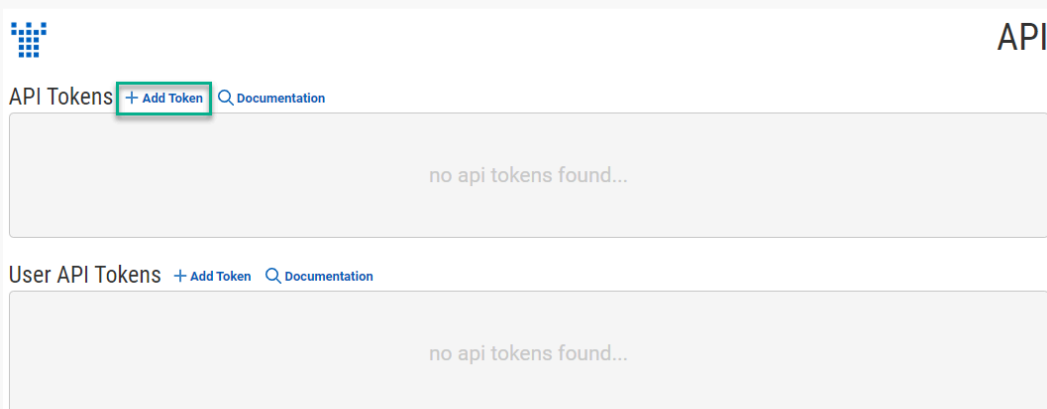 API
API Tokens + Add Token Documentation
no api tokens found...
User API Tokens + Add Token Documentation
no api tokens found...